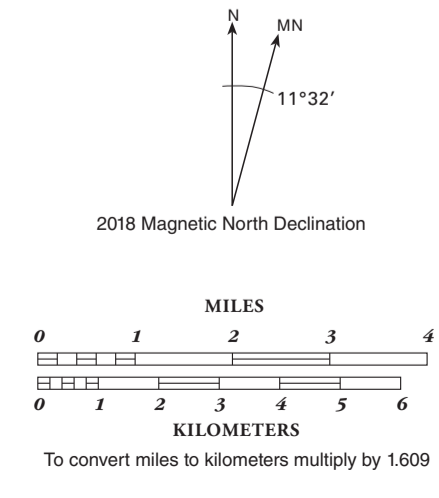 N
MN
11°32′
2018 Magnetic North Declination
MILES
0 1 2 3 4
0 1 2 3 4 5 6
KILOMETERS
To convert miles to kilometers multiply by 1.609